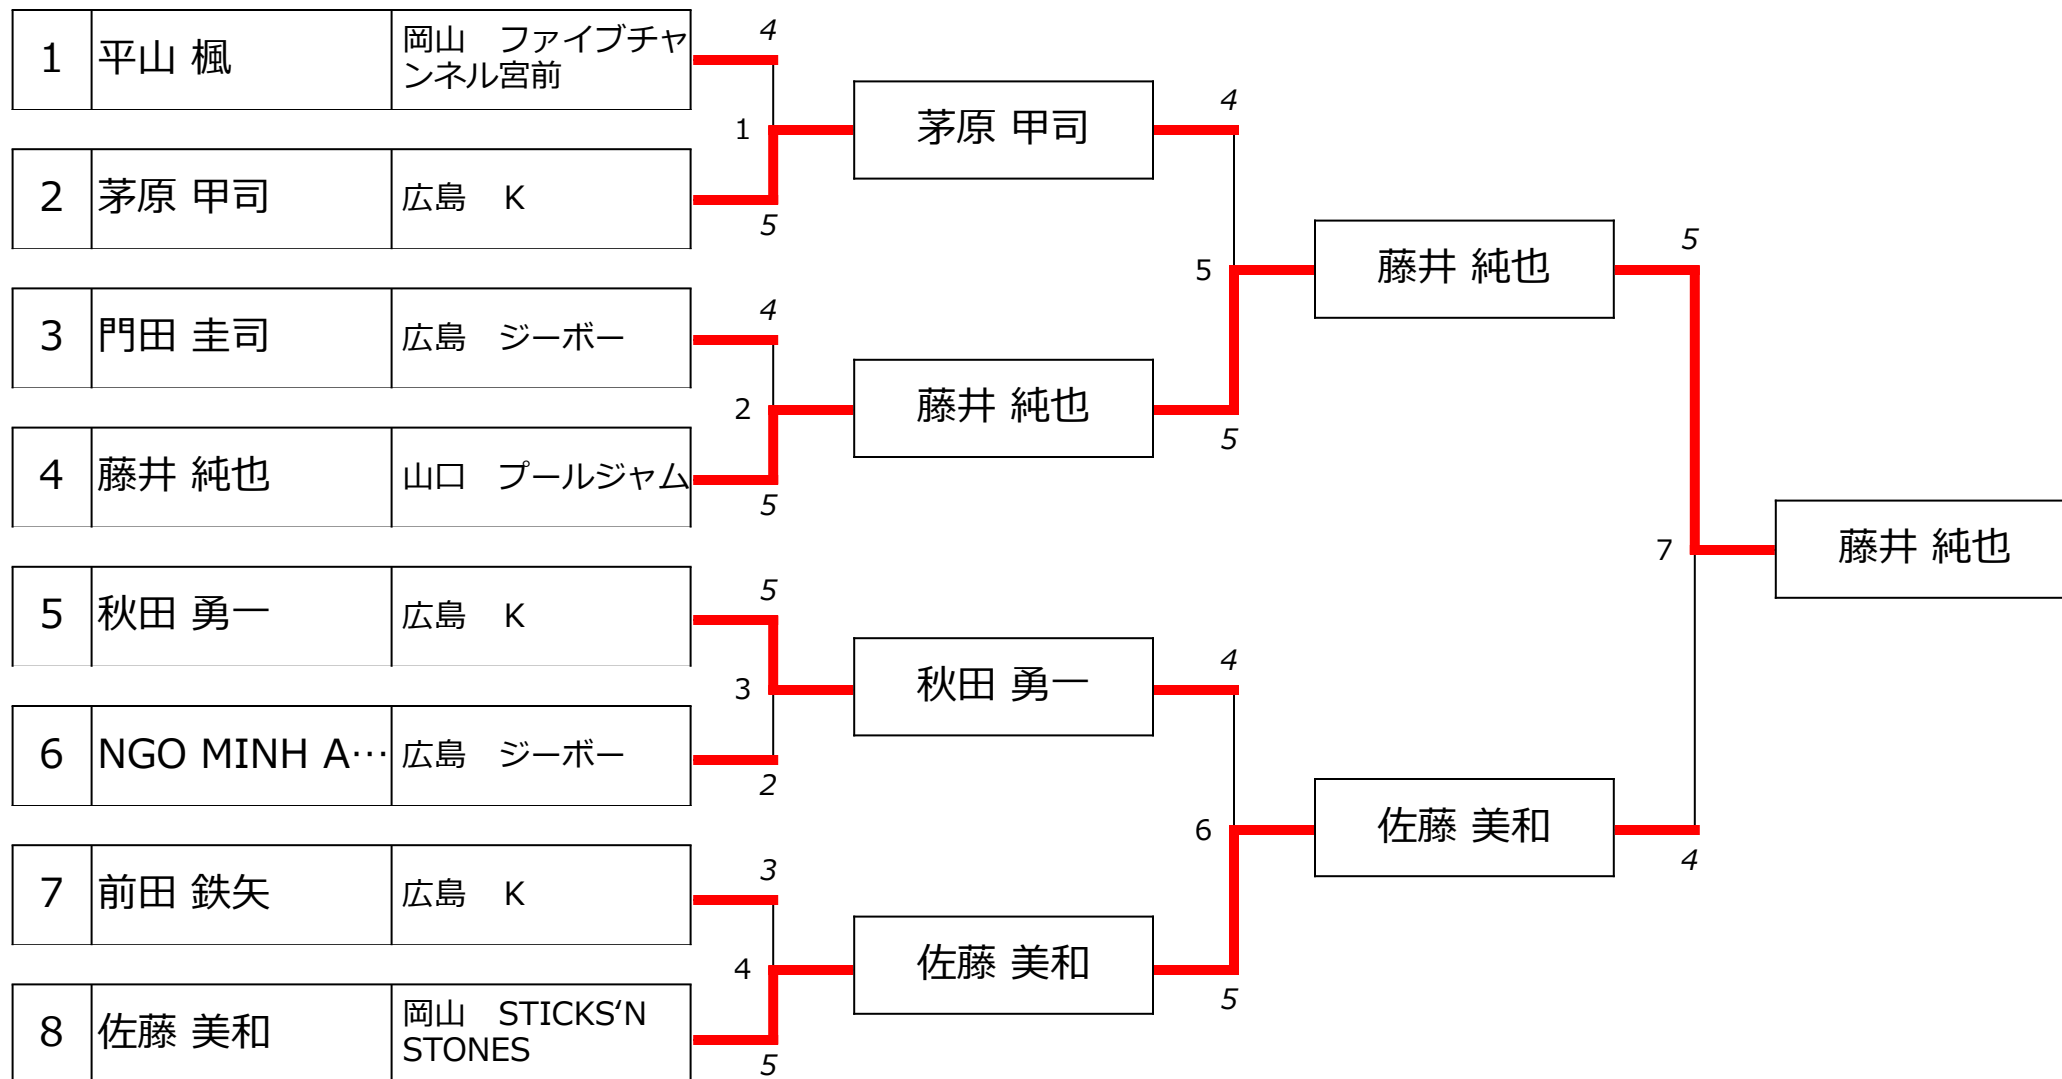 1 平山 楓 岡山　ファイブチャ
ンネル宮前
4
1
2 茅原 甲司 広島　K
5
3 門田 圭司 広島　ジーボー
4
2
4 藤井 純也 山口　プールジャム
5
5 秋田 勇一 広島　K
5
3
6 NGO MINH A… 広島　ジーボー
2
7 前田 鉄矢 広島　K
3
4
8 佐藤 美和 岡山　STICKS‘N
STONES
5
茅原 甲司
4
5
藤井 純也
5
秋田 勇一
4
6
佐藤 美和
5
藤井 純也
5
7
佐藤 美和
4
藤井 純也